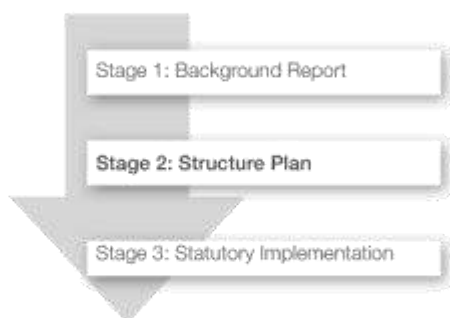 Stage 1: Background Report
Stage 2: Structure Plan
Stage 3: Statutory Implementation